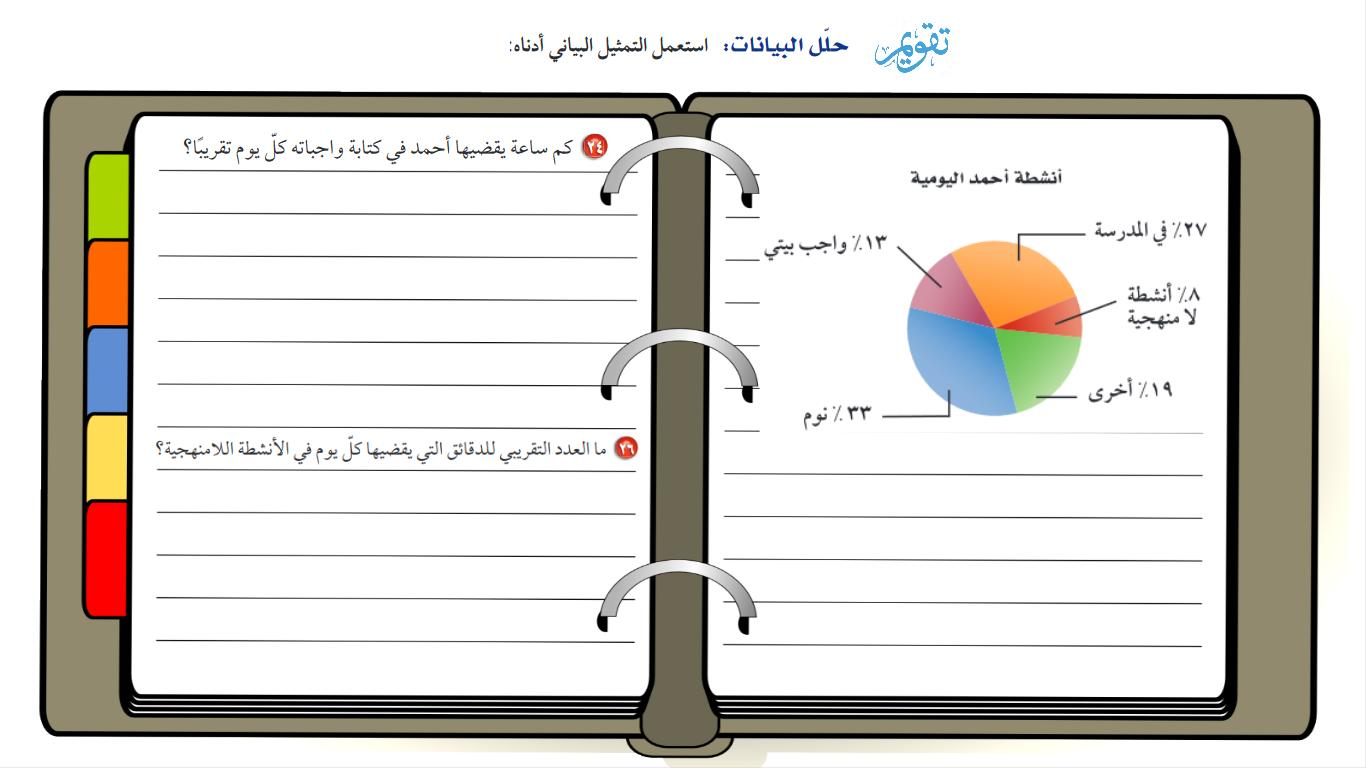 تقويم
حلّل البيانات: استعمل التمثيل البياني أدناه:
أنشطة أحمد اليومية
٢٧٪ في المدرسة
١٣٪ واجب بيتي
٨٪ أنشطة
لا منهجية
١٩٪ أخرى
٣٣٪ نوم
٢٤ كم ساعة يقضيها أحمد في كتابة واجباته كلّ يوم تقريبًا؟
٢٦ ما العدد التقريبي للدقائق التي يقضيها كلّ يوم في الأنشطة اللامنهجية؟